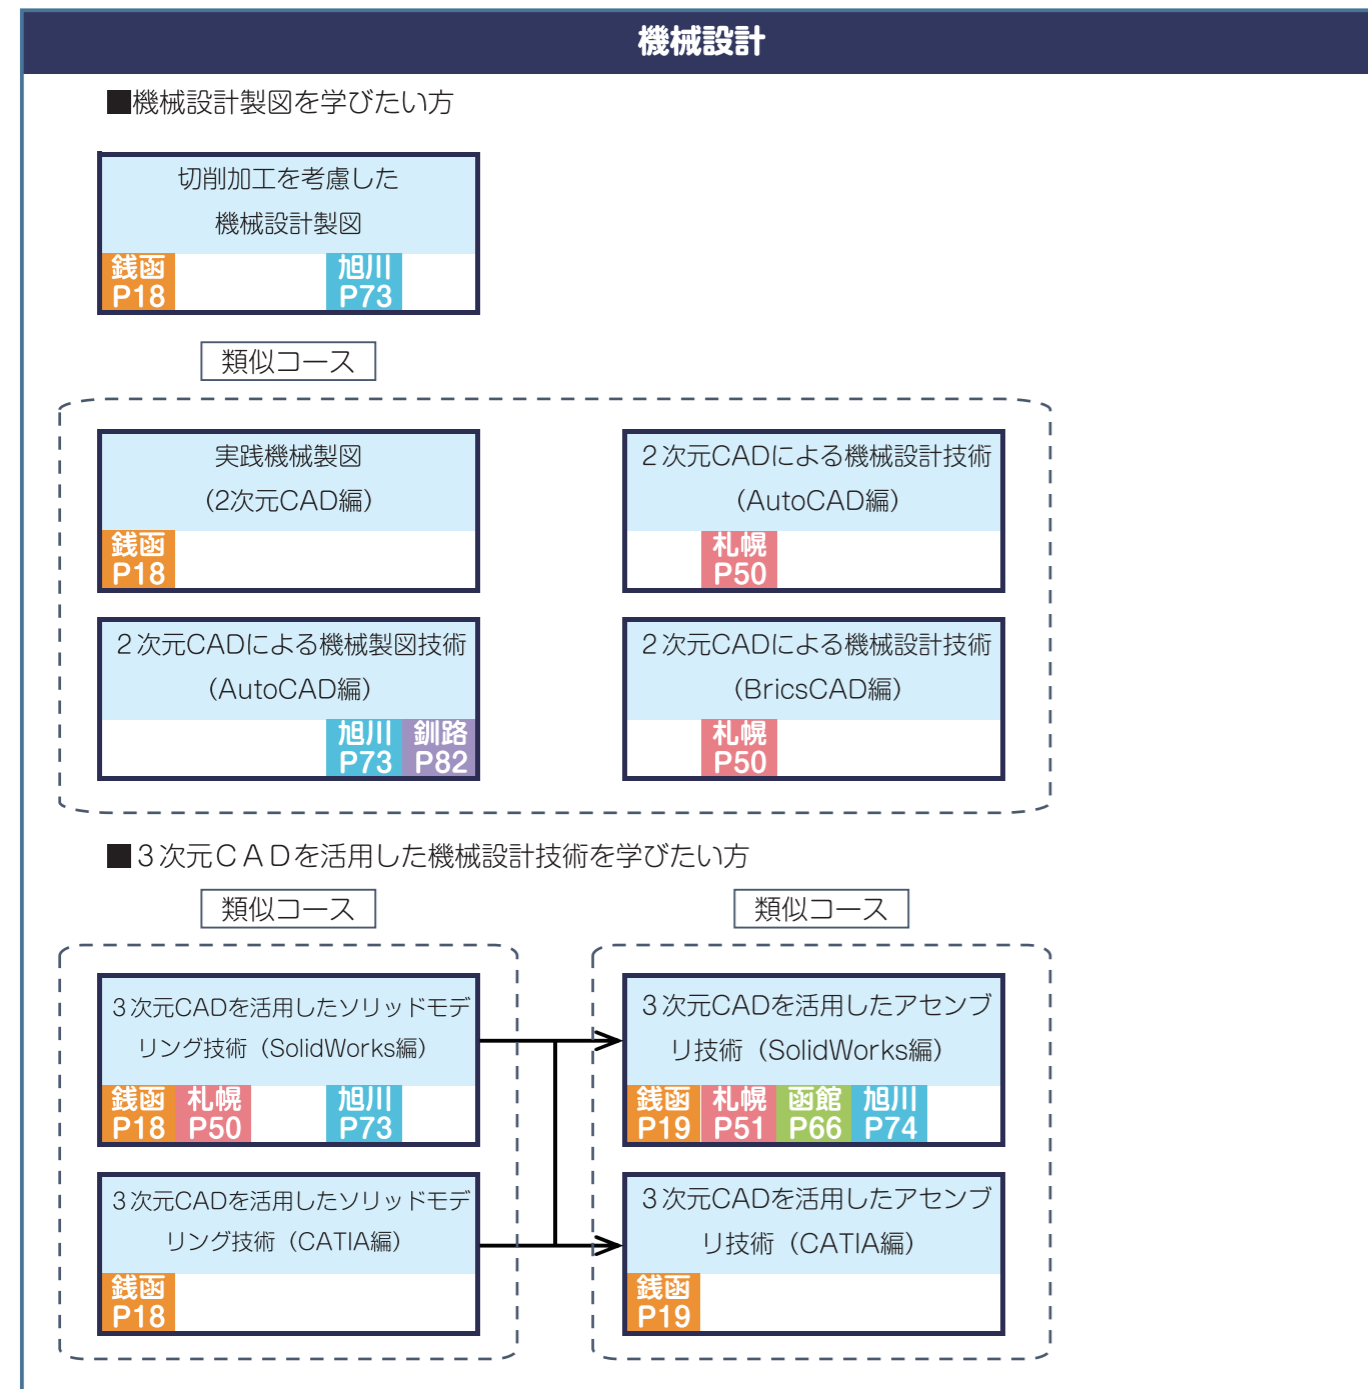 機械設計
■機械設計製図を学びたい方
切削加工を考慮した
機械設計製図
銭函 旭川
P18 P73
類似コース
実践機械製図
(2次元CAD編)
銭函
P18
２次元CADによる機械設計技術
（AutoCAD編）
札幌
P50
２次元CADによる機械製図技術
（AutoCAD編）
旭川 釧路
P73 P82
２次元CADによる機械設計技術
（BricsCAD編）
札幌
P50
■３次元ＣＡＤを活用した機械設計技術を学びたい方
類似コース
３次元CADを活用したソリッドモデ
リング技術（SolidWorks編）
銭函 札幌 旭川
P18 P50 P73
３次元CADを活用したソリッドモデ
リング技術（CATIA編）
銭函
P18
類似コース
３次元CADを活用したアセンブ
リ技術（SolidWorks編）
銭函 札幌 函館 旭川
P19 P51 P66 P74
３次元CADを活用したアセンブ
リ技術（CATIA編）
銭函
P19